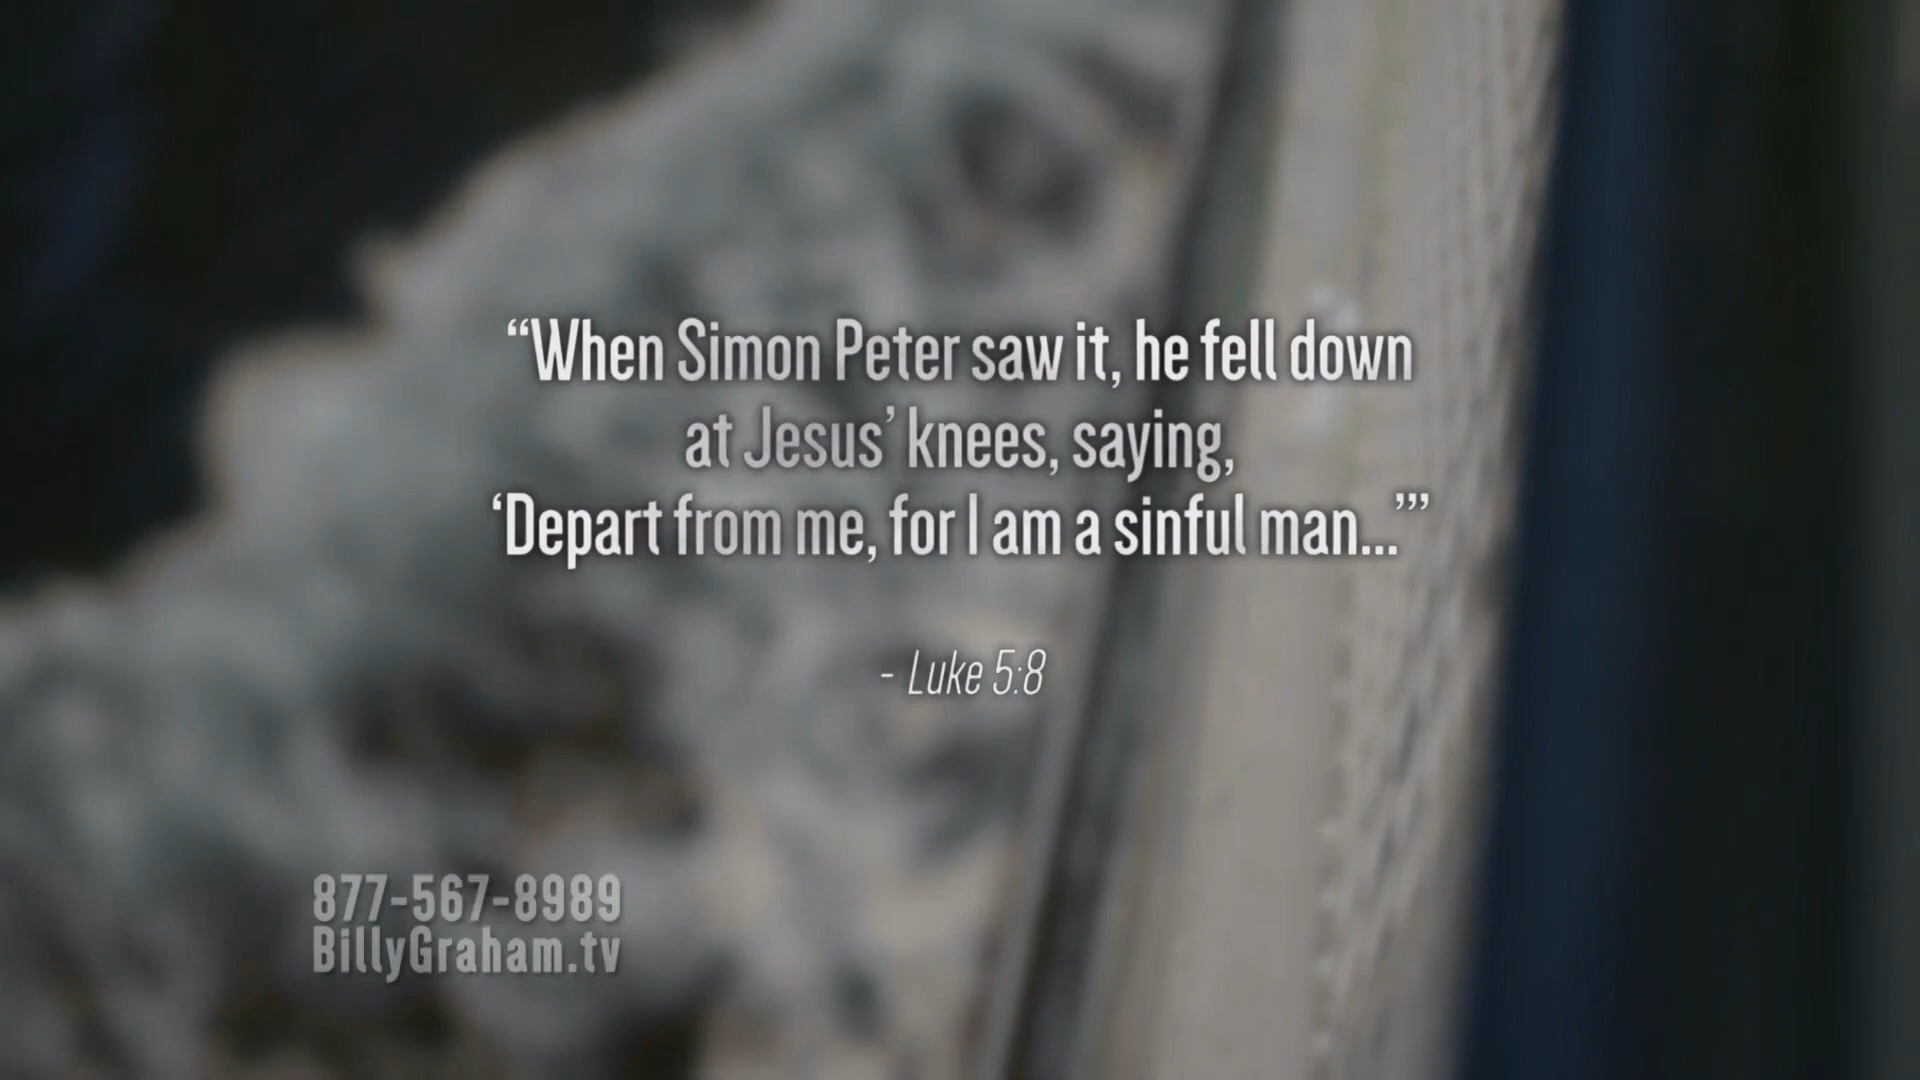 “When Simon Peter saw it, he fell down
at Jesus’ knees, saying,
‘Depart from me, for I am a sinful man...’”
- Luke 5:8
877-567-8989
BillyGraham.tv